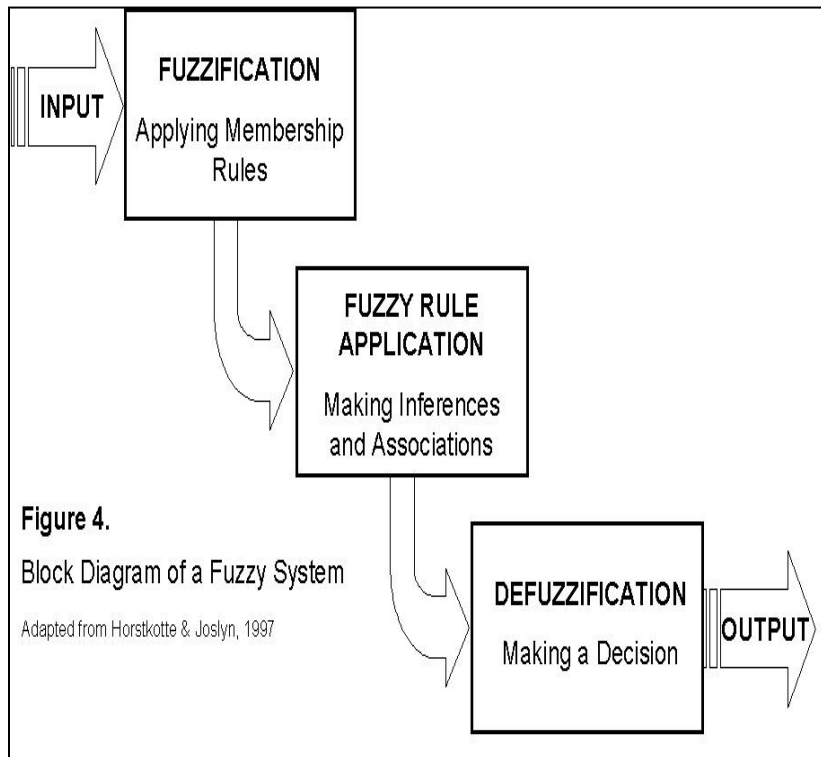 INPUT
FUZZIFICATION
Applying Membership
Rules
FUZZY RULE
APPLICATION
Making Inferences
and Associations
Figure 4.
Block Diagram of a Fuzzy System
Adapted from Horstkotte & Joslyn, 1997
DEFUZZIFICATION
Making a Decision
OUTPUT